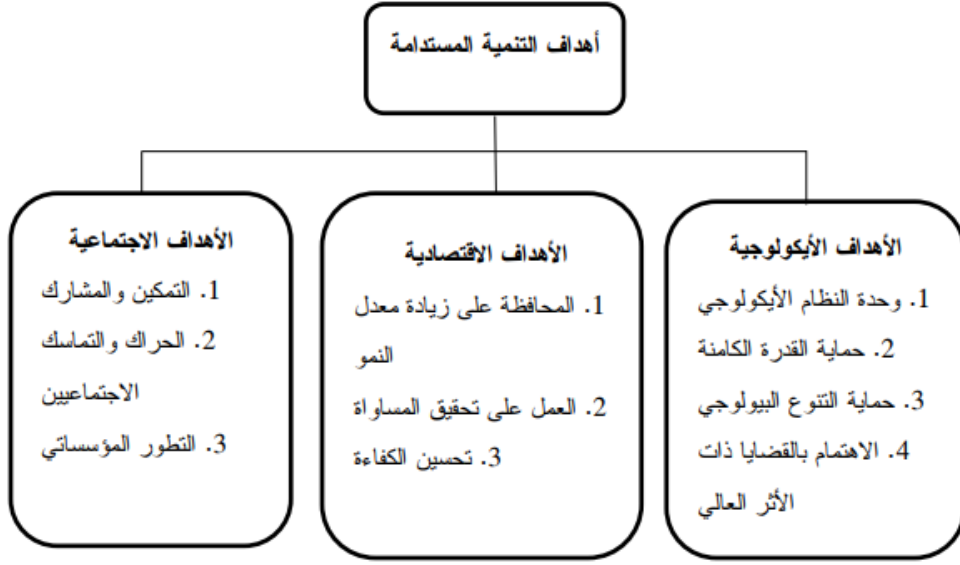 أهداف التنمية المستدامة
الأهداف الأيكولوجية
1. وحدة النظام الأيكولوجي
2. حماية القدرة الكامنة
3. حماية التنوع البيولوجي
4. الاهتمام بالقضايا ذات
الأثر العالي
الأهداف الاقتصادية
1. المحافظة على زيادة معدل
النمو
2. العمل على تحقيق المساواة
3. تحسين الكفاءة
الأهداف الاجتماعية
1. التمكين والمشارك
2. الحراك والتماسك
الاجتماعيين
3. التطور المؤسساتي